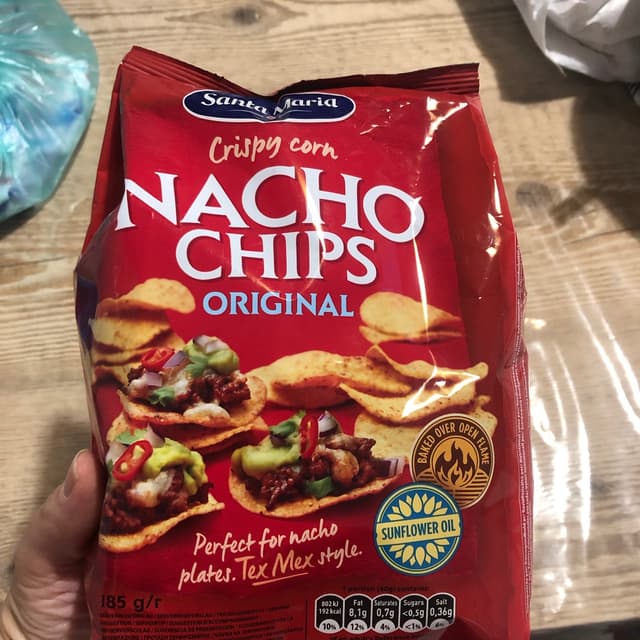 Santa Maria
Crispy corn
NACHO
CHIPS
ORIGINAL
BAKED OVER OPEN FLAME
SUNFLOWER OIL
Perfect for nacho
plates. Tex Mex style.
185 g/r
802 kJ
192 kcal
10%
Fat
8,1g
12%
Saturates
0,7g
4%
Sugars
<0,5g
<1%
Salt
0,36g
6%